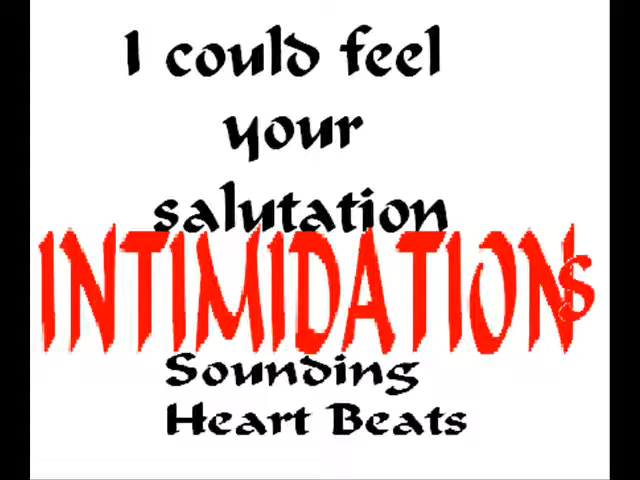 I could feel
your
salutation
INTIMIDATIONS
Sounding
Heart Beats